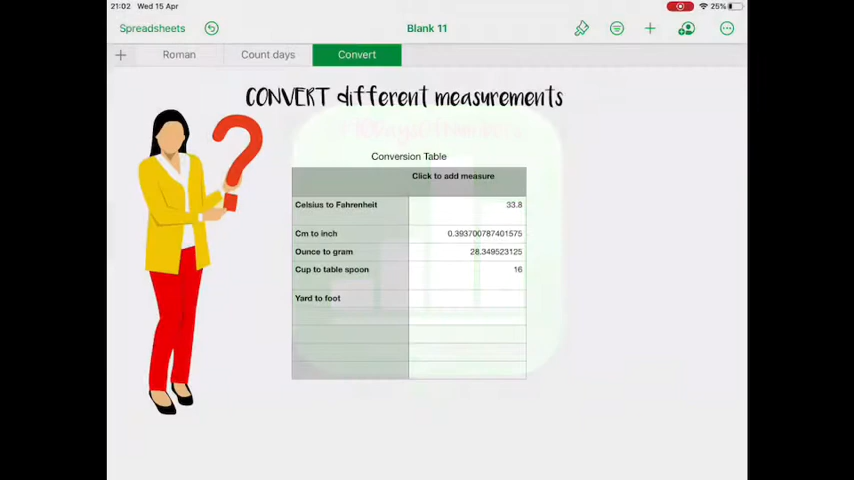 21:02 Wed 15 Apr
25%
Spreadsheets
Blank 11
Roman
Count days
Convert
CONVERT different measurements
Conversion Table
Click to add measure
Celsius to Fahrenheit 33.8
Cm to inch 0.393700787401575
Ounce to gram 28.349523125
Cup to table spoon 16
Yard to foot